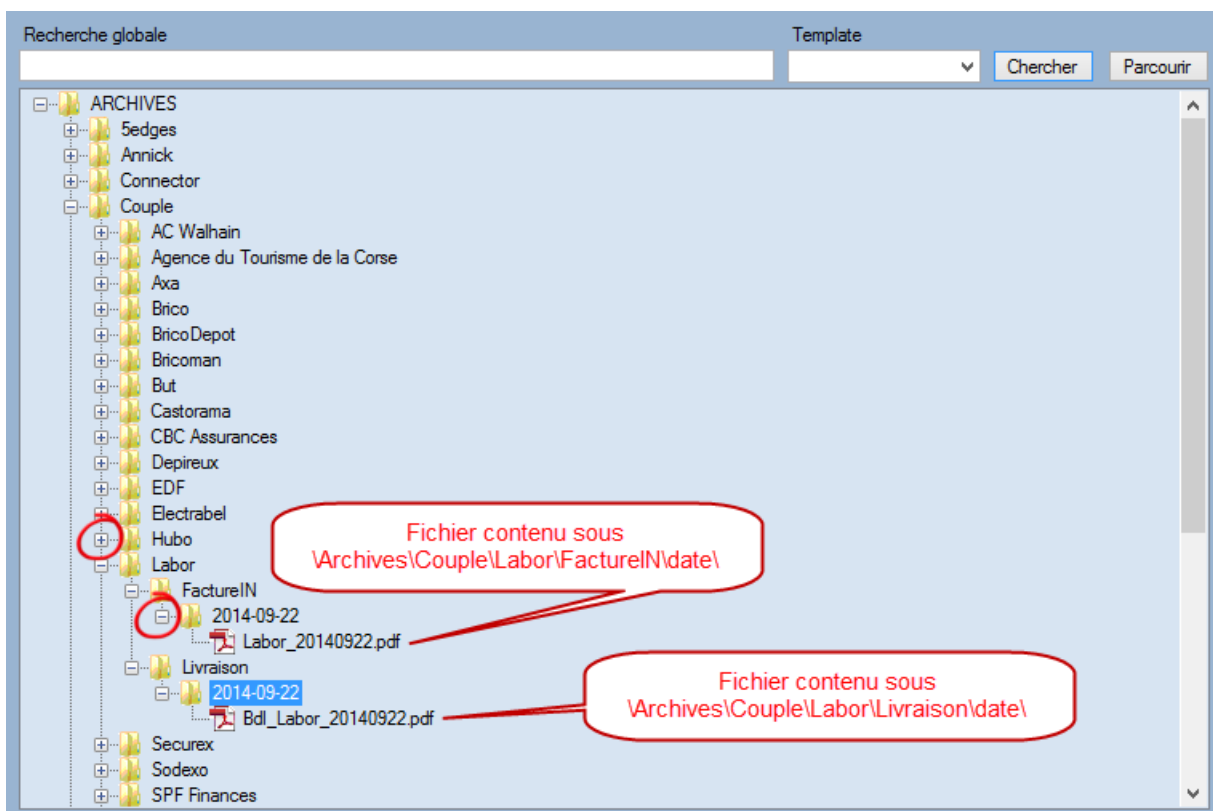 Recherche globale
Template
Chercher
Parcourir
ARCHIVES
5edges
Annick
Connector
Couple
AC Walhain
Agence du Tourisme de la Corse
Axa
Brico
BricoDepot
Bricoman
But
Castorama
CBC Assurances
Depireux
EDF
Electrabel
Hubo
Labor
FactureIN
2014-09-22
Labor_20140922.pdf
Livraison
2014-09-22
Bdl_Labor_20140922.pdf
Securex
Sodexo
SPF Finances
Fichier contenu sous
\Archives\Couple\Labor\FactureIN\date\
Fichier contenu sous
\Archives\Couple\Labor\Livraison\date\